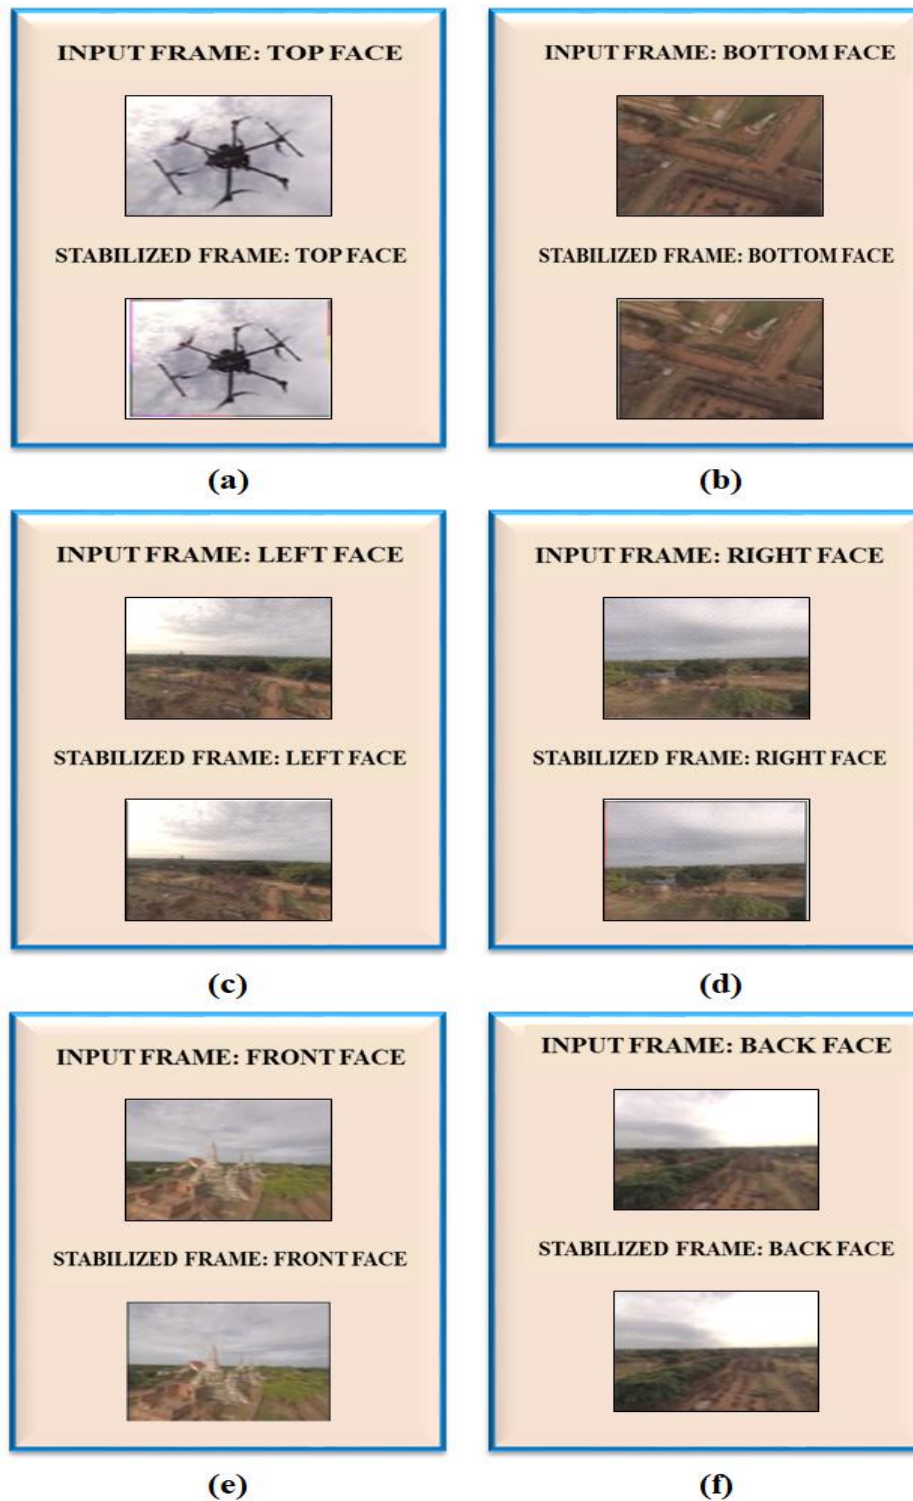 INPUT FRAME: TOP FACE
STABILIZED FRAME: TOP FACE
(a)
INPUT FRAME: BOTTOM FACE
STABILIZED FRAME: BOTTOM FACE
(b)
INPUT FRAME: LEFT FACE
STABILIZED FRAME: LEFT FACE
(c)
INPUT FRAME: RIGHT FACE
STABILIZED FRAME: RIGHT FACE
(d)
INPUT FRAME: FRONT FACE
STABILIZED FRAME: FRONT FACE
(e)
INPUT FRAME: BACK FACE
STABILIZED FRAME: BACK FACE
(f)